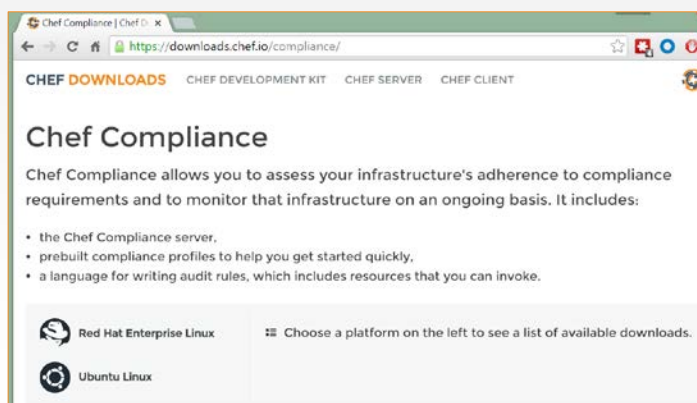 Chef Compliance | Chef D
https://downloads.chef.io/compliance/
CHEF DOWNLOADS CHEF DEVELOPMENT KIT CHEF SERVER CHEF CLIENT
Chef Compliance
Chef Compliance allows you to assess your infrastructure's adherence to compliance
requirements and to monitor that infrastructure on an ongoing basis. It includes:
• the Chef Compliance server,
• prebuilt compliance profiles to help you get started quickly,
• a language for writing audit rules, which includes resources that you can invoke.
Red Hat Enterprise Linux
Choose a platform on the left to see a list of available downloads.
Ubuntu Linux